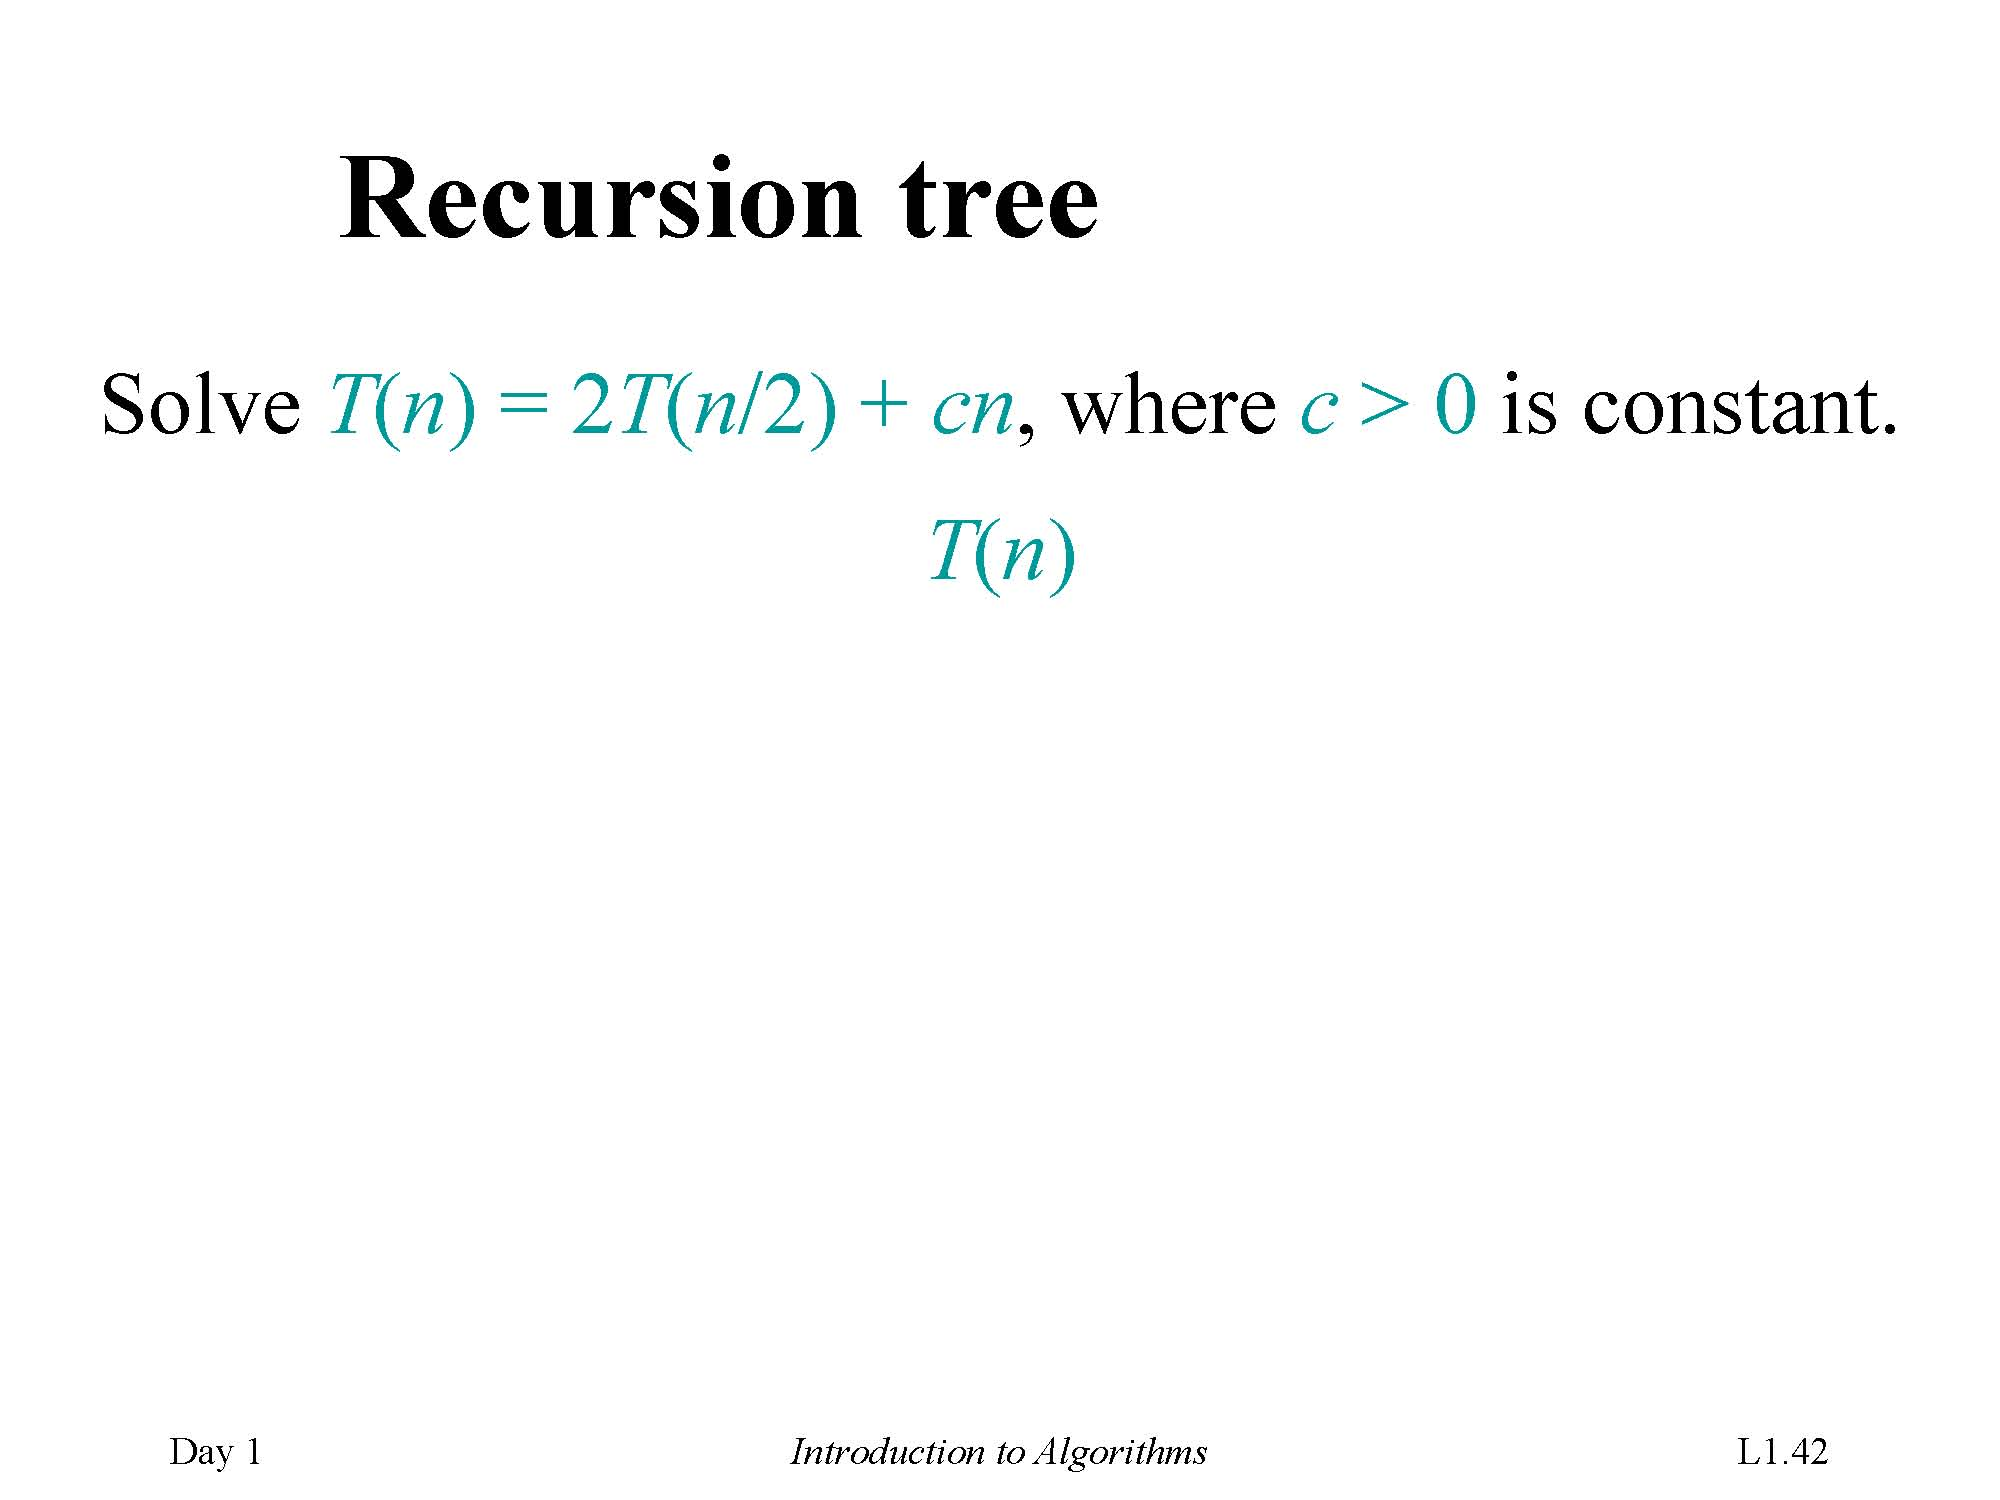 Recursion tree
Solve T(n) = 2T(n/2) + cn, where c > 0 is constant.
T(n)
Day 1
Introduction to Algorithms
L1.42